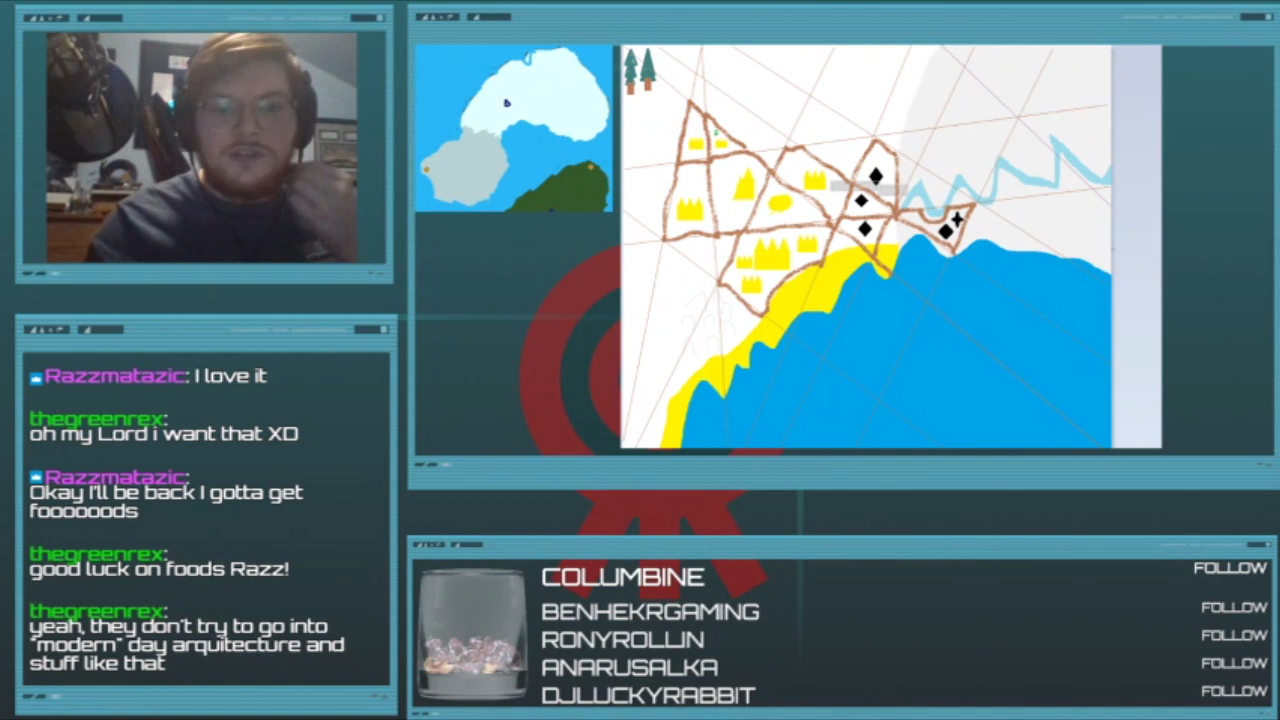 Razzmatazic: I love it
thegreenrex:
oh my Lord i want that XD
Razzmatazic:
Okay I'll be back I gotta get
fooooooods
thegreenrex:
good luck on foods Razz!
thegreenrex:
yeah, they don't try to go into
"modern" day arquitecture and
stuff like that
COLUMBINE FOLLOW
BENHEKRGAMING FOLLOW
RONYROLLIN FOLLOW
ANARUSALKA FOLLOW
DJLUCKYRABBIT FOLLOW